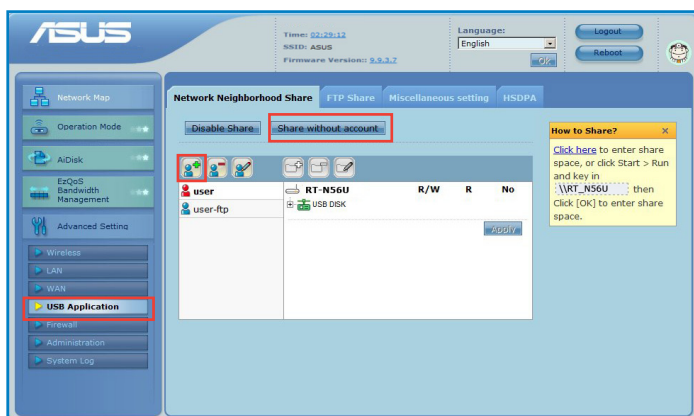 ASUS
Time: 02:29:12
SSID: ASUS
Firmware Version: 9.9.3.7
Language:
English
OK
Logout
Reboot
Network Map
Operation Mode
AiDisk
EzQoS
Bandwidth
Management
Advanced Setting
Wireless
LAN
WAN
USB Application
Firewall
Administration
System Log
Network Neighborhood Share
FTP Share
Miscellaneous setting
HSDPA
Disable Share
Share without account
user
user-ftp
RT-N56U R/W R No
USB DISK
Apply
How to Share? ×
Click here to enter share
space, or click Start > Run
and key in
\\RT_N56U then
Click [OK] to enter share
space.